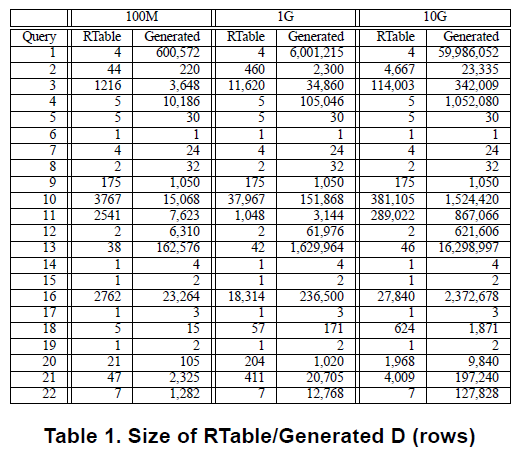 100M 1G 10G
Query RTable Generated RTable Generated RTable Generated
1 4 600,572 4 6,001,215 4 59,986,052
2 44 220 460 2,300 4,667 23,335
3 1216 3,648 11,620 34,860 114,003 342,009
4 5 10,186 5 105,046 5 1,052,080
5 5 30 5 30 5 30
6 1 1 1 1 1 1
7 4 24 4 24 4 24
8 2 32 2 32 2 32
9 175 1,050 175 1,050 175 1,050
10 3767 15,068 37,967 151,868 381,105 1,524,420
11 2541 7,623 1,048 3,144 289,022 867,066
12 2 6,310 2 61,976 2 621,606
13 38 162,576 42 1,629,964 46 16,298,997
14 1 4 1 4 1 4
15 1 2 1 2 1 2
16 2762 23,264 18,314 236,500 27,840 2,372,678
17 1 3 1 3 1 3
18 5 15 57 171 624 1,871
19 1 2 1 2 1 2
20 21 105 204 1,020 1,968 9,840
21 47 2,325 411 20,705 4,009 197,240
22 7 1,282 7 12,768 7 127,828
Table 1. Size of RTable/Generated D (rows)